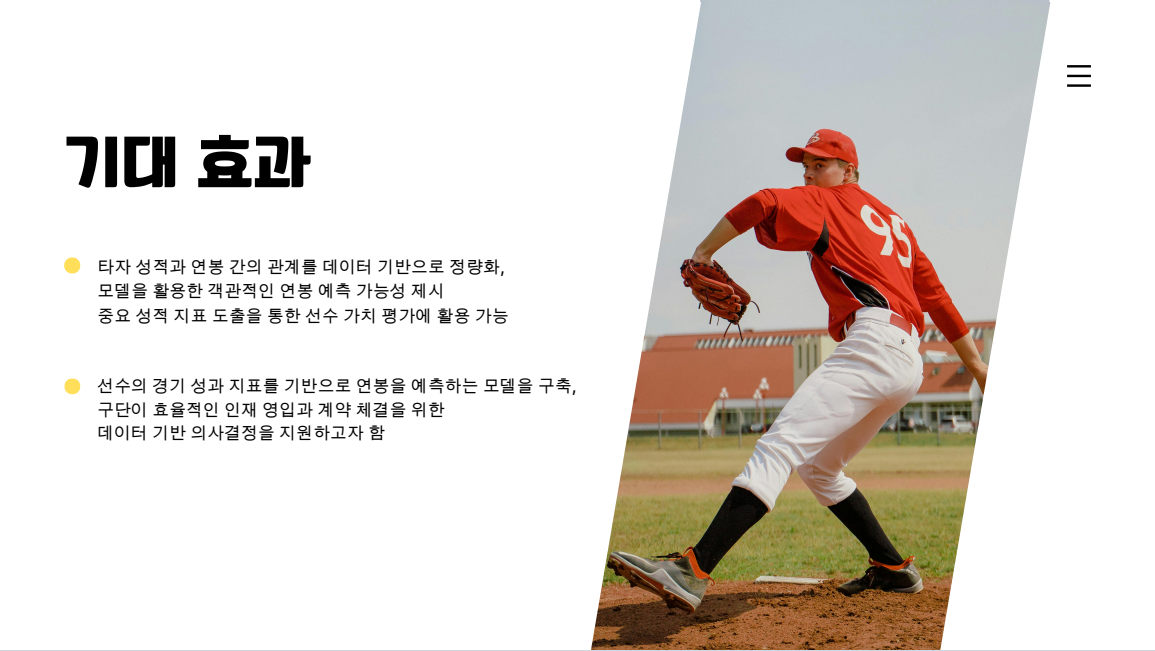 기대 효과
타자 성적과 연봉 간의 관계를 데이터 기반으로 정량화,
모델을 활용한 객관적인 연봉 예측 가능성 제시
중요 성적 지표 도출을 통한 선수 가치 평가에 활용 가능
선수의 경기 성과 지표를 기반으로 연봉을 예측하는 모델을 구축,
구단이 효율적인 인재 영입과 계약 체결을 위한
데이터 기반 의사결정을 지원하고자 함
95